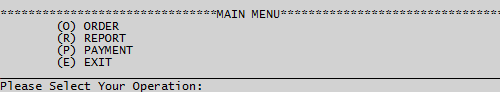 *******************************MAIN MENU********************************
(O) ORDER
(R) REPORT
(P) PAYMENT
(E) EXIT
Please Select Your Operation: